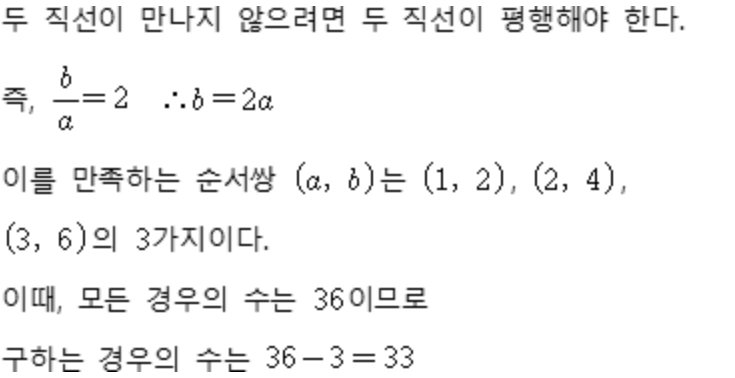 두 직선이 만나지 않으려면 두 직선이 평행해야 한다.
즉, b/a=2 ∴b=2a
이를 만족하는 순서쌍 (a, b)는 (1, 2), (2, 4),
(3, 6)의 3가지이다.
이때, 모든 경우의 수는 36이므로
구하는 경우의 수는 36-3=33